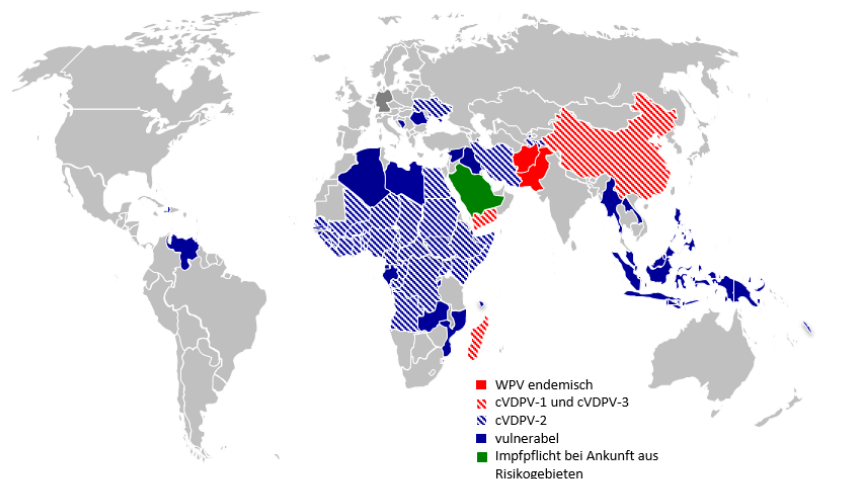 WPV endemisch
cVDPV-1 und cVDPV-3
cVDPV-2
vulnerabel
Impfpflicht bei Ankunft aus
Risikogebieten